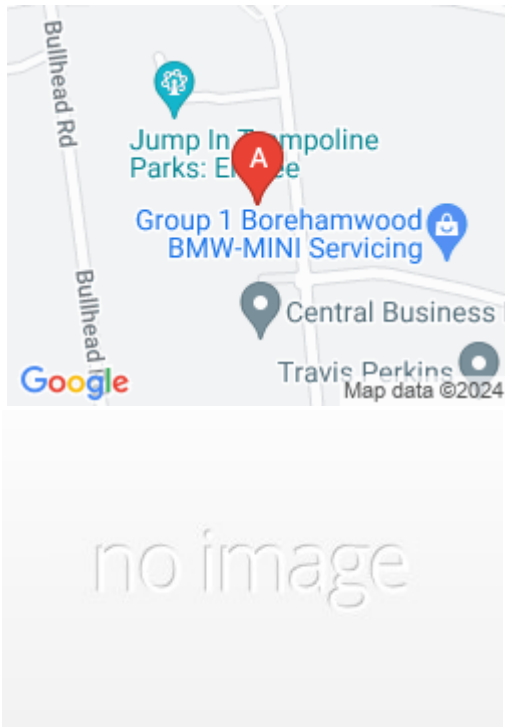 Bullhead Rd
Jump In Trampoline
Parks: El
A
Group 1 Borehamwood
BMW-MINI Servicing
Bullhead
Central Business
Travis Perkins
Google
Map data ©2024
no image